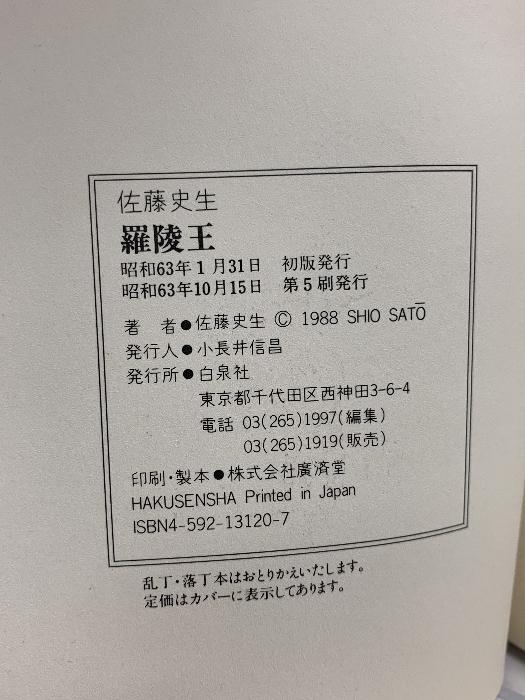 佐藤史生
羅陵王
昭和63年1月31日 初版発行
昭和63年10月15日 第5刷発行
著 者●佐藤史生 © 1988 SHIO SATŌ
発行人●小長井信昌
発行所●白泉社
東京都千代田区西神田3-6-4
電話 03(265)1997(編集)
03(265)1919(販売)
印刷・製本●株式会社廣済堂
HAKUSENSHA Printed in Japan
ISBN4-592-13120-7
乱丁・落丁本はおとりかえいたします。
定価はカバーに表示してあります。